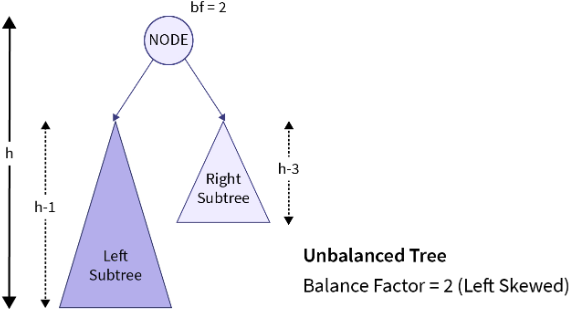 bf = 2
NODE
h
h-1
h-3
Right
Subtree
Left
Subtree
Unbalanced Tree
Balance Factor = 2 (Left Skewed)